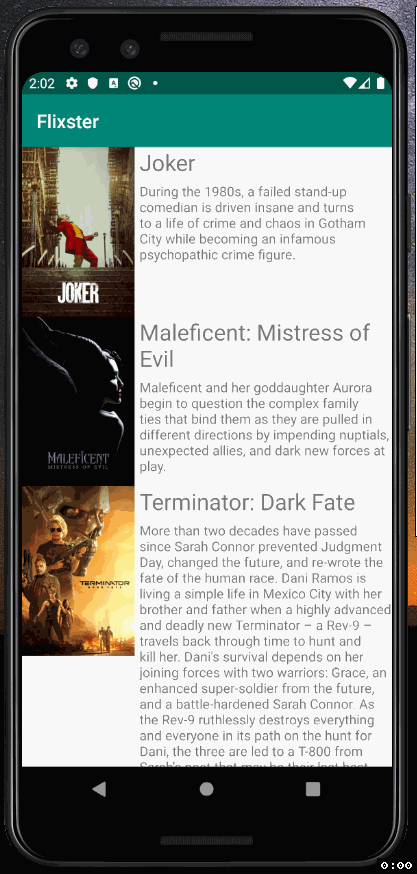 2:02
Flixster
Joker
During the 1980s, a failed stand-up
comedian is driven insane and turns
to a life of crime and chaos in Gotham
City while becoming an infamous
psychopathic crime figure.
JOKER
Maleficent: Mistress of
Evil
Maleficent and her goddaughter Aurora
begin to question the complex family
ties that bind them as they are pulled in
different directions by impending nuptials,
unexpected allies, and dark new forces at
play.
MALEFICENT
MISTRESS OF EVIL
Terminator: Dark Fate
More than two decades have passed
since Sarah Connor prevented Judgment
Day, changed the future, and re-wrote the
fate of the human race. Dani Ramos is
living a simple life in Mexico City with her
brother and father when a highly advanced
and deadly new Terminator – a Rev-9 –
travels back through time to hunt and
kill her. Dani's survival depends on her
joining forces with two warriors: Grace, an
enhanced super-soldier from the future,
and a battle-hardened Sarah Connor. As
the Rev-9 ruthlessly destroys everything
and everyone in its path on the hunt for
Dani, the three are led to a T-800 from
Sarah's past that may be their last best
TERMINATOR
DARK FATE
0:00